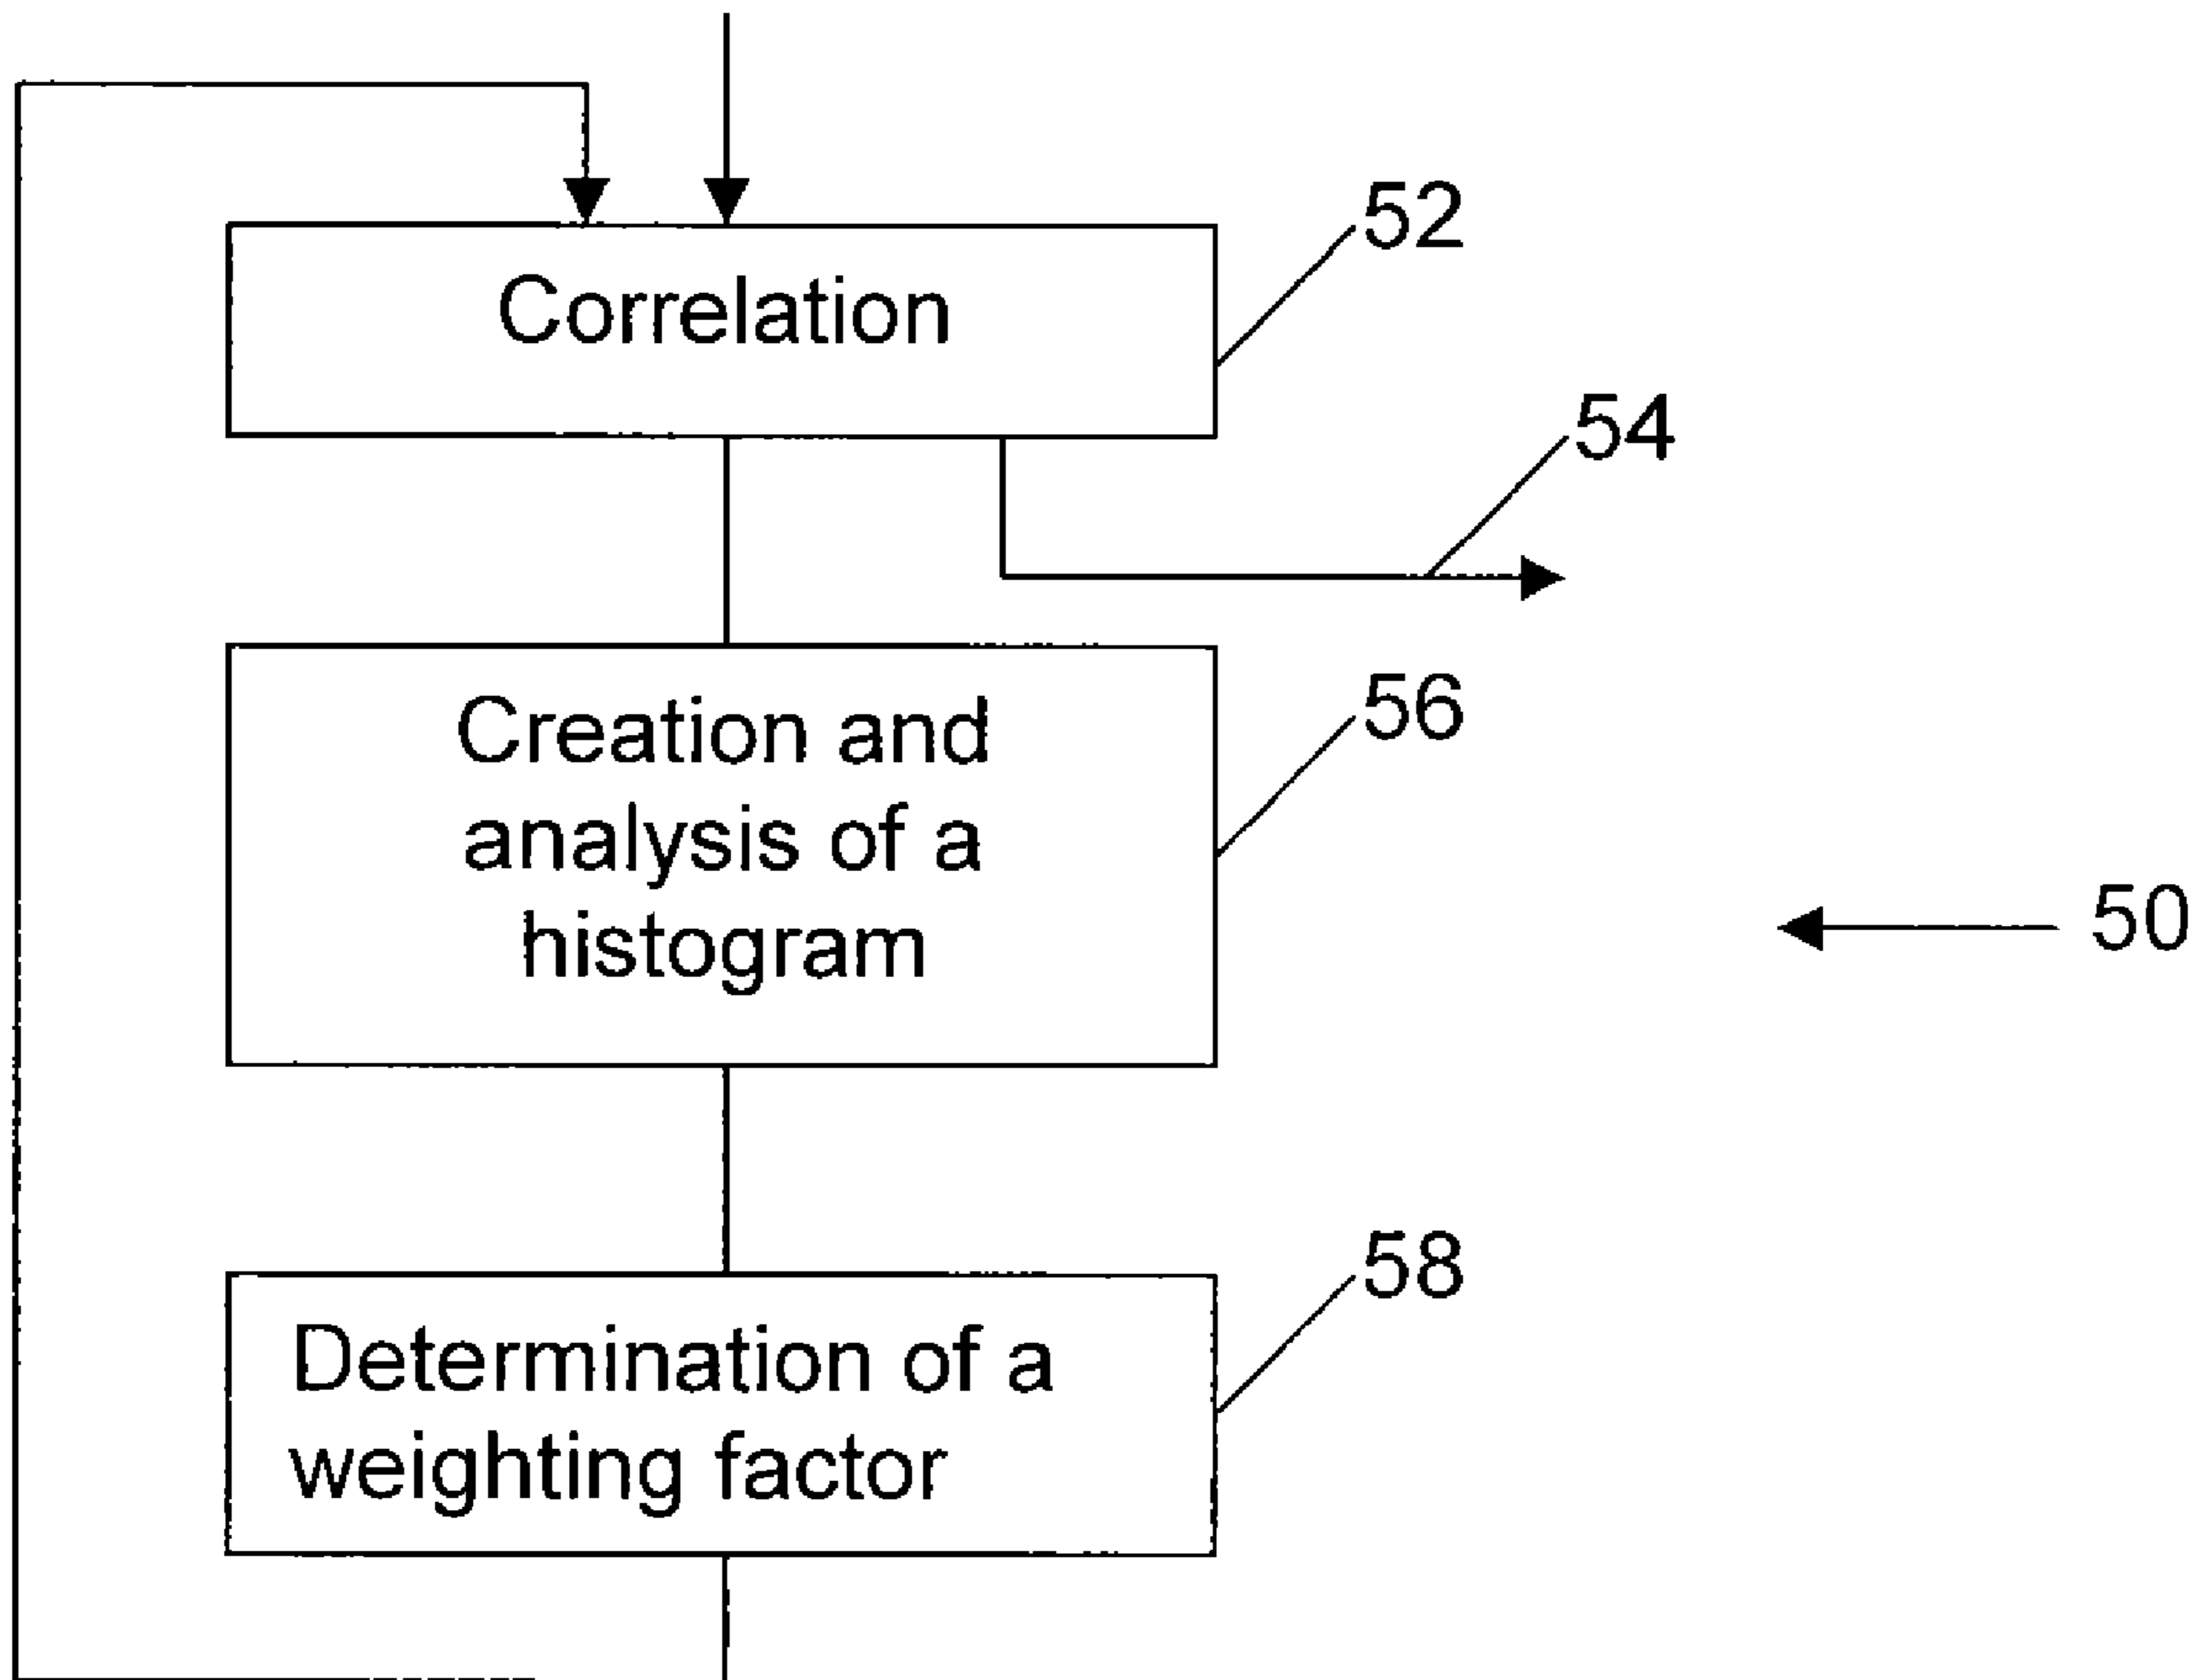 52
Correlation
54
56
Creation and
analysis of a
histogram
50
58
Determination of a
weighting factor